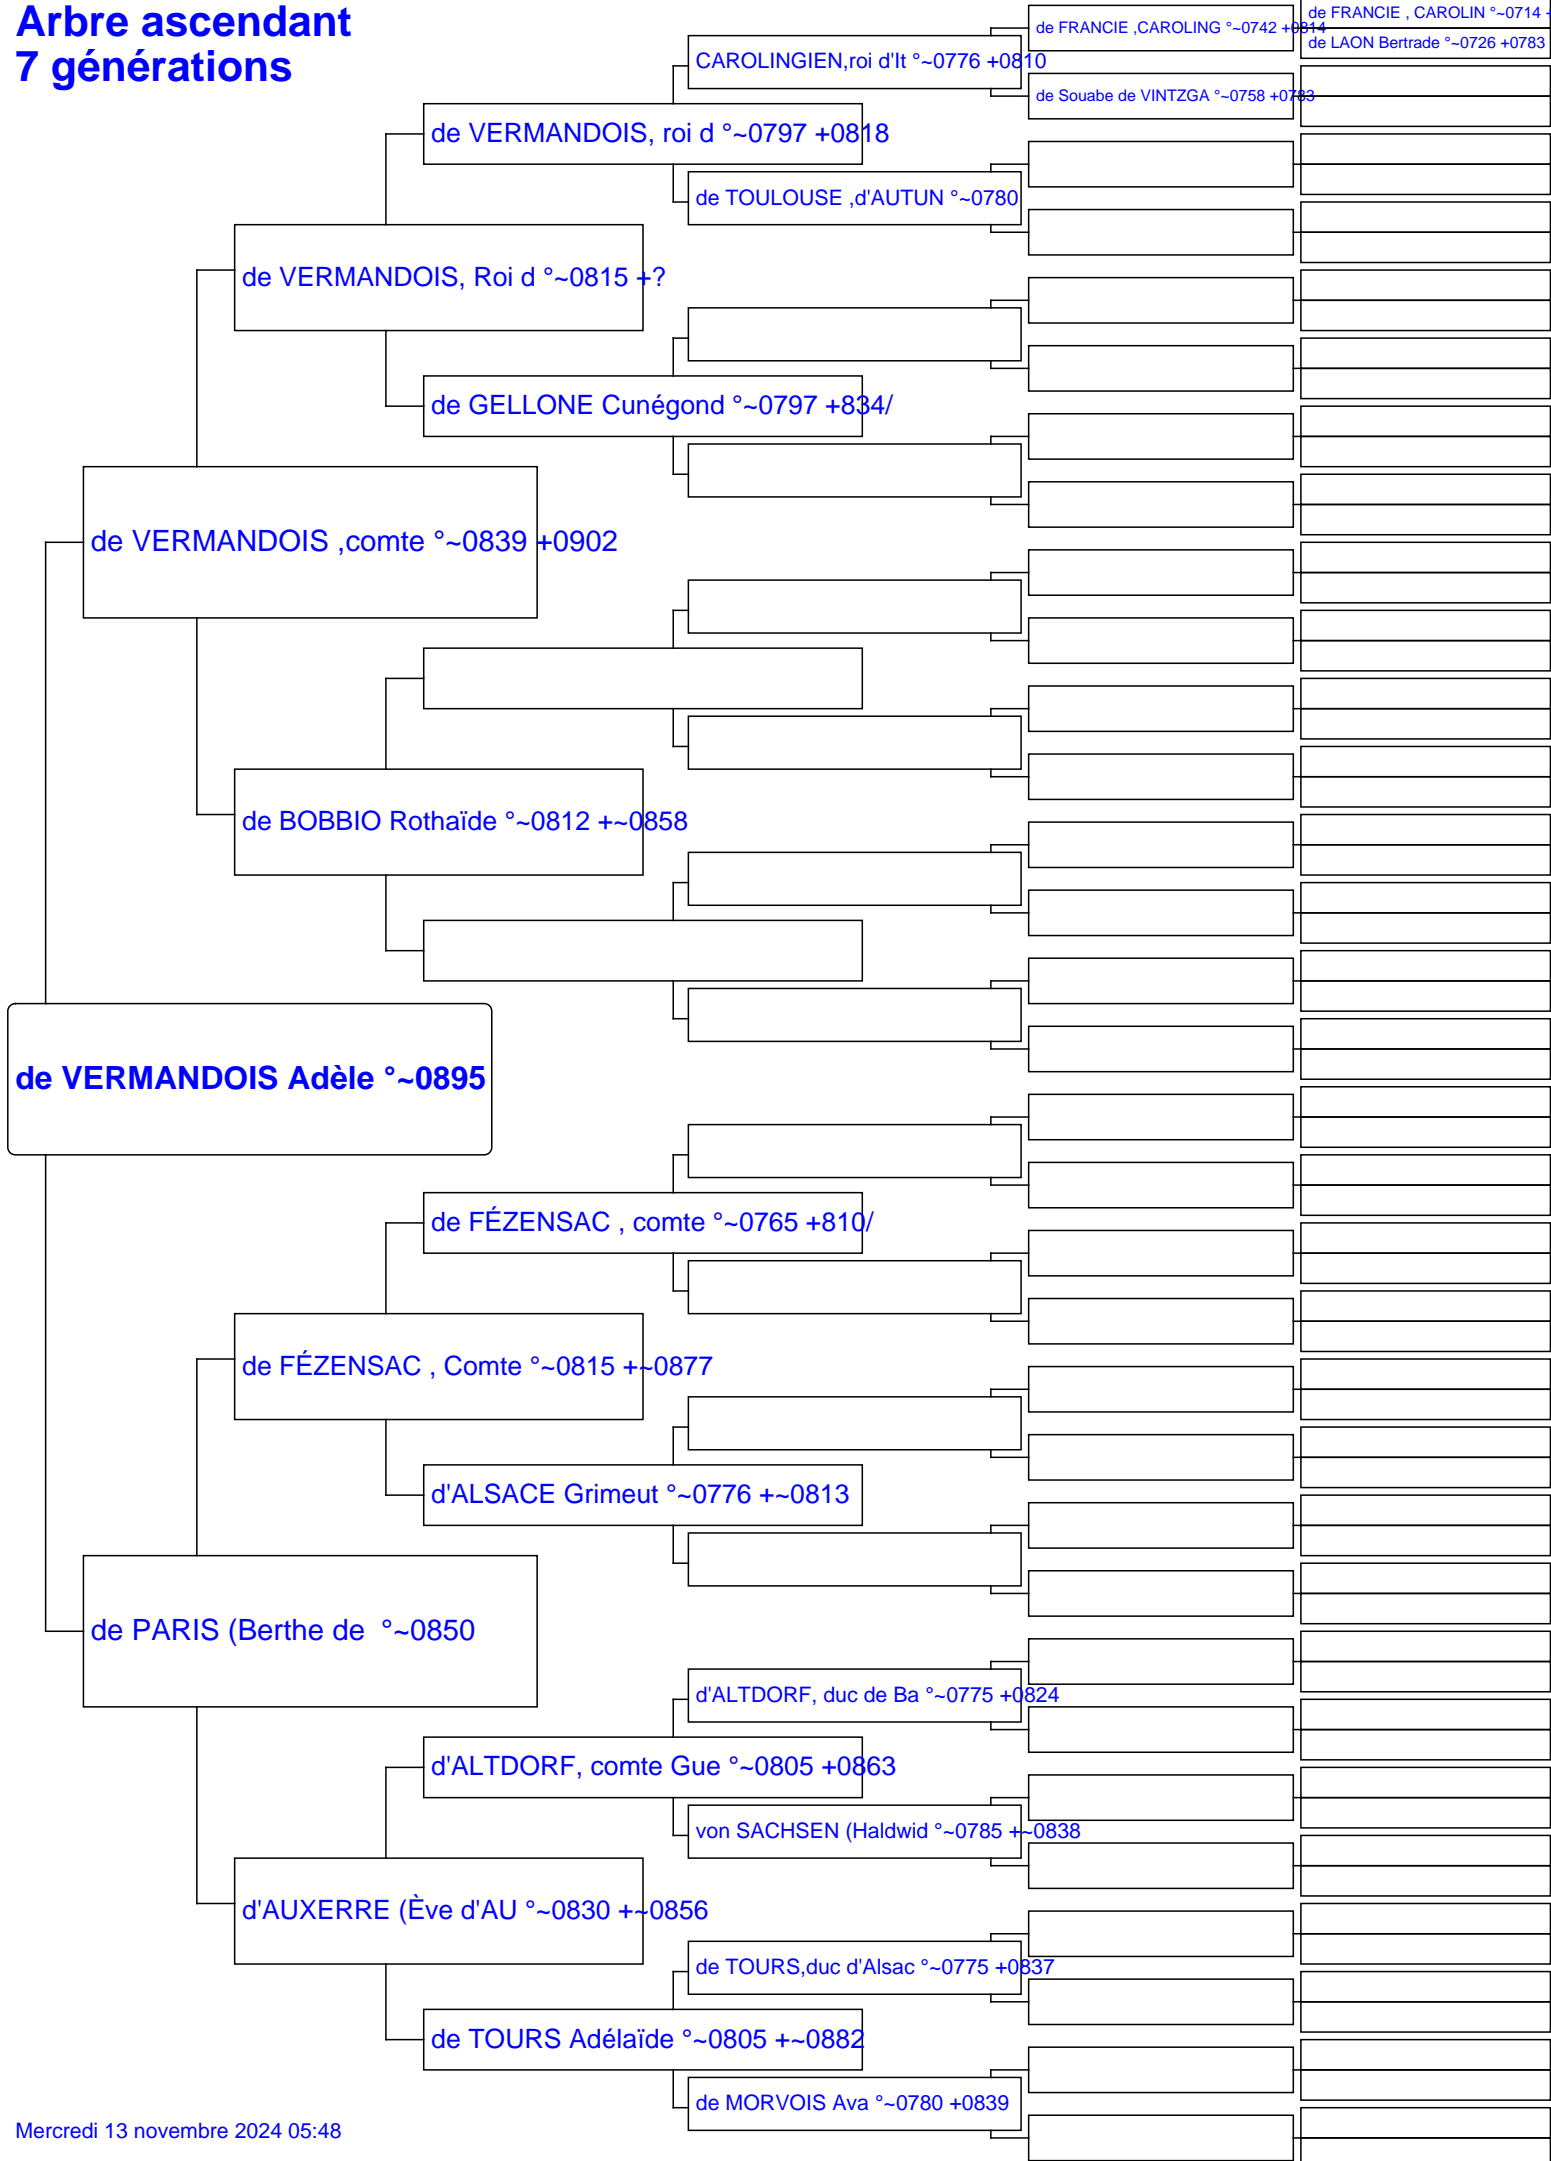 Arbre ascendant
7 générations
de FRANCIE , CAROLIN °~0714 +
de FRANCIE ,CAROLING °~0742 +0814
de LAON Bertrade °~0726 +0783
CAROLINGIEN,roi d'It °~0776 +0810
de Souabe de VINTZGA °~0758 +0783
de VERMANDOIS, roi d °~0797 +0818
de TOULOUSE ,d'AUTUN °~0780
de VERMANDOIS, Roi d °~0815 +?
de GELLONE Cunégond °~0797 +834/
de VERMANDOIS ,comte °~0839 +0902
de BOBBIO Rothaïde °~0812 +~0858
de VERMANDOIS Adèle °~0895
de FÉZENSAC , comte °~0765 +810/
de FÉZENSAC , Comte °~0815 +~0877
d'ALSACE Grimeut °~0776 +~0813
de PARIS (Berthe de  °~0850
d'ALTDORF, duc de Ba °~0775 +0824
d'ALTDORF, comte Gue °~0805 +0863
von SACHSEN (Haldwid °~0785 +~0838
d'AUXERRE (Ève d'AU °~0830 +~0856
de TOURS,duc d'Alsac °~0775 +0837
de TOURS Adélaïde °~0805 +~0882
de MORVOIS Ava °~0780 +0839
Mercredi 13 novembre 2024 05:48